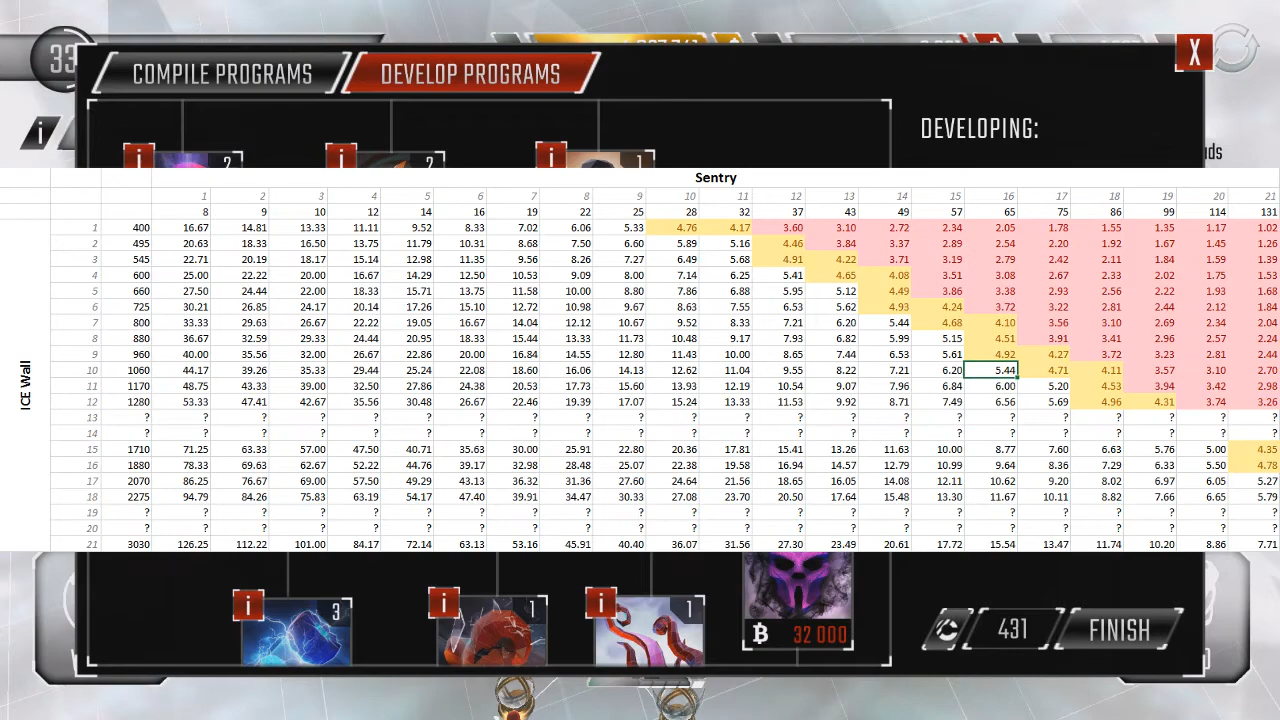 33
COMPILE PROGRAMS DEVELOP PROGRAMS X
i DEVELOPING:
i 2 i 2 i 1
Sentry
1 2 3 4 5 6 7 8 9 10 11 12 13 14 15 16 17 18 19 20 21
8 9 10 12 14 16 19 22 25 28 32 37 43 49 57 65 75 86 99 114 131
1 400 16.67 14.81 13.33 11.11 9.52 8.33 7.02 6.06 5.33 4.76 4.17 3.60 3.10 2.72 2.34 2.05 1.78 1.55 1.35 1.17 1.02
2 495 20.63 18.33 16.50 13.75 11.79 10.31 8.68 7.50 6.60 5.89 5.16 4.46 3.84 3.37 2.89 2.54 2.20 1.92 1.67 1.45 1.26
3 545 22.71 20.19 18.17 15.14 12.98 11.35 9.56 8.26 7.27 6.49 5.68 4.91 4.22 3.71 3.19 2.79 2.42 2.11 1.84 1.59 1.39
4 600 25.00 22.22 20.00 16.67 14.29 12.50 10.53 9.09 8.00 7.14 6.25 5.41 4.65 4.08 3.51 3.08 2.67 2.33 2.02 1.75 1.53
5 660 27.50 24.44 22.00 18.33 15.71 13.75 11.58 10.00 8.80 7.86 6.88 5.95 5.12 4.49 3.86 3.38 2.93 2.56 2.22 1.93 1.68
6 725 30.21 26.85 24.17 20.14 17.26 15.10 12.72 10.98 9.67 8.63 7.55 6.53 5.62 4.93 4.24 3.72 3.22 2.81 2.44 2.12 1.84
7 800 33.33 29.63 26.67 22.22 19.05 16.67 14.04 12.12 10.67 9.52 8.33 7.21 6.20 5.44 4.68 4.10 3.56 3.10 2.69 2.34 2.04
8 880 36.67 32.59 29.33 24.44 20.95 18.33 15.44 13.33 11.73 10.48 9.17 7.93 6.82 5.99 5.15 4.51 3.91 3.41 2.96 2.57 2.24
9 960 40.00 35.56 32.00 26.67 22.86 20.00 16.84 14.55 12.80 11.43 10.00 8.65 7.44 6.53 5.61 4.92 4.27 3.72 3.23 2.81 2.44
10 1060 44.17 39.26 35.33 29.44 25.24 22.08 18.60 16.06 14.13 12.62 11.04 9.55 8.22 7.21 6.20 5.44 4.71 4.11 3.57 3.10 2.70
11 1170 48.75 43.33 39.00 32.50 27.86 24.38 20.53 17.73 15.60 13.93 12.19 10.54 9.07 7.96 6.84 6.00 5.20 4.53 3.94 3.42 2.98
12 1280 53.33 47.41 42.67 35.56 30.48 26.67 22.46 19.39 17.07 15.24 13.33 11.53 9.92 8.71 7.49 6.56 5.69 4.96 4.31 3.74 3.26
13 ? ? ? ? ? ? ? ? ? ? ? ? ? ? ? ? ? ? ? ? ? ?
14 ? ? ? ? ? ? ? ? ? ? ? ? ? ? ? ? ? ? ? ? ? ?
15 1710 71.25 63.33 57.00 47.50 40.71 35.63 30.00 25.91 22.80 20.36 17.81 15.41 13.26 11.63 10.00 8.77 7.60 6.63 5.76 5.00 4.35
16 1880 78.33 69.63 62.67 52.22 44.76 39.17 32.98 28.48 25.07 22.38 19.58 16.94 14.57 12.79 10.99 9.64 8.36 7.29 6.33 5.50 4.78
17 2070 86.25 76.67 69.00 57.50 49.29 43.13 36.32 31.36 27.60 24.64 21.56 18.65 16.05 14.08 12.11 10.62 9.20 8.02 6.97 6.05 5.27
18 2275 94.79 84.26 75.83 63.19 54.17 47.40 39.91 34.47 30.33 27.08 23.70 20.50 17.64 15.48 13.30 11.67 10.11 8.82 7.66 6.65 5.79
19 ? ? ? ? ? ? ? ? ? ? ? ? ? ? ? ? ? ? ? ? ? ?
20 ? ? ? ? ? ? ? ? ? ? ? ? ? ? ? ? ? ? ? ? ? ?
21 3030 126.25 112.22 101.00 84.17 72.14 63.13 53.16 45.91 40.40 36.07 31.56 27.30 23.49 20.61 17.72 15.54 13.47 11.74 10.20 8.86 7.71
ICE Wall
i 3 i 1 i 1
32 000
431 FINISH